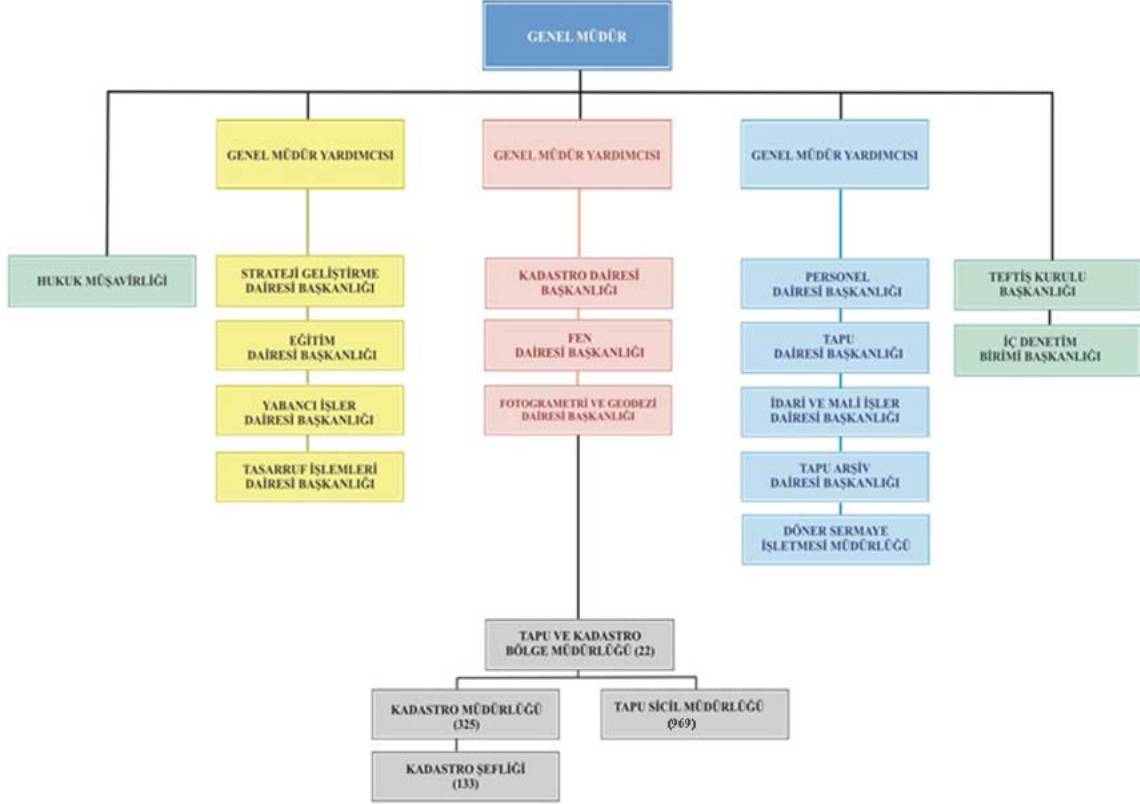 GENEL MÜDÜR
GENEL MÜDÜR YARDIMCISI
GENEL MÜDÜR YARDIMCISI
GENEL MÜDÜR YARDIMCISI
HUKUK MÜŞAVİRLİĞİ
STRATEJİ GELİŞTİRME
DAİRESİ BAŞKANLIĞI
EĞİTİM
DAİRESİ BAŞKANLIĞI
YABANCI İŞLER
DAİRESİ BAŞKANLIĞI
TASARRUF İŞLEMLERİ
DAİRESİ BAŞKANLIĞI
KADASTRO DAİRESİ
BAŞKANLIĞI
FEN
DAİRESİ BAŞKANLIĞI
FOTOGRAMETRİ VE GEODEZİ
DAİRESİ BAŞKANLIĞI
PERSONEL
DAİRESİ BAŞKANLIĞI
TAPU
DAİRESİ BAŞKANLIĞI
İDARİ VE MALİ İŞLER
DAİRESİ BAŞKANLIĞI
TAPU ARŞİV
DAİRESİ BAŞKANLIĞI
DÖNER SERMAYE
İŞLETMESİ MÜDÜRLÜĞÜ
TEFTİŞ KURULU
BAŞKANLIĞI
İÇ DENETİM
BİRİMİ BAŞKANLIĞI
TAPU VE KADASTRO
BÖLGE MÜDÜRLÜĞÜ (22)
KADASTRO MÜDÜRLÜĞÜ
(325)
TAPU SİCİL MÜDÜRLÜĞÜ
(969)
KADASTRO ŞEFLİĞİ
(133)